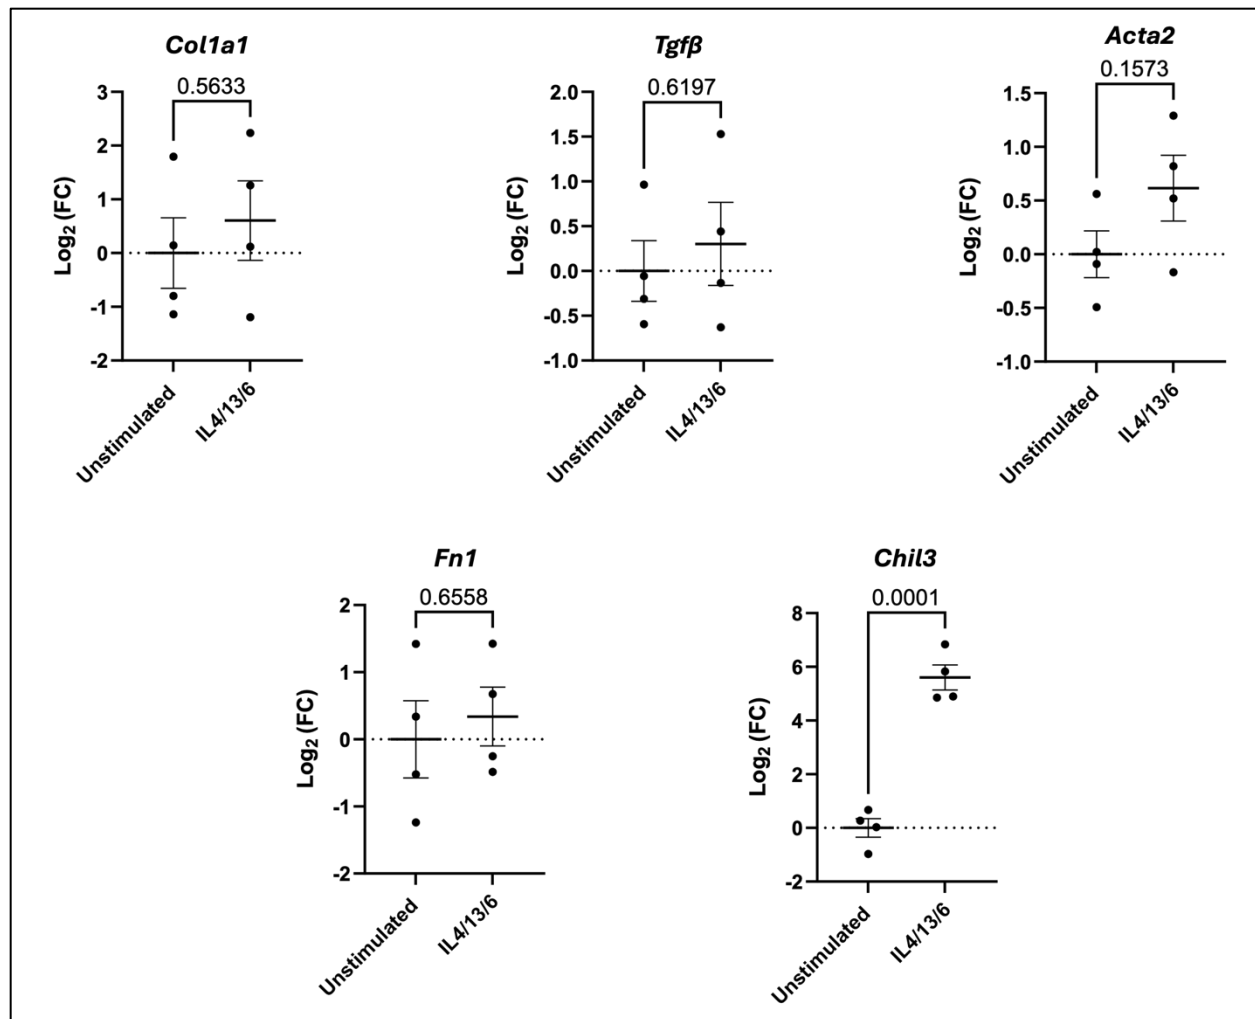 Col1a1
0.5633
3
2
1
0
-1
-2
Log2 (FC)
Unstimulated
IL4/13/6
Tgfβ
0.6197
2.0
1.5
1.0
0.5
0.0
-0.5
-1.0
Log2 (FC)
Unstimulated
IL4/13/6
Acta2
0.1573
1.5
1.0
0.5
0.0
-0.5
-1.0
Log2 (FC)
Unstimulated
IL4/13/6
Fn1
0.6558
2
1
0
-1
-2
Log2 (FC)
Unstimulated
IL4/13/6
Chil3
0.0001
8
6
4
2
0
-2
Log2 (FC)
Unstimulated
IL4/13/6